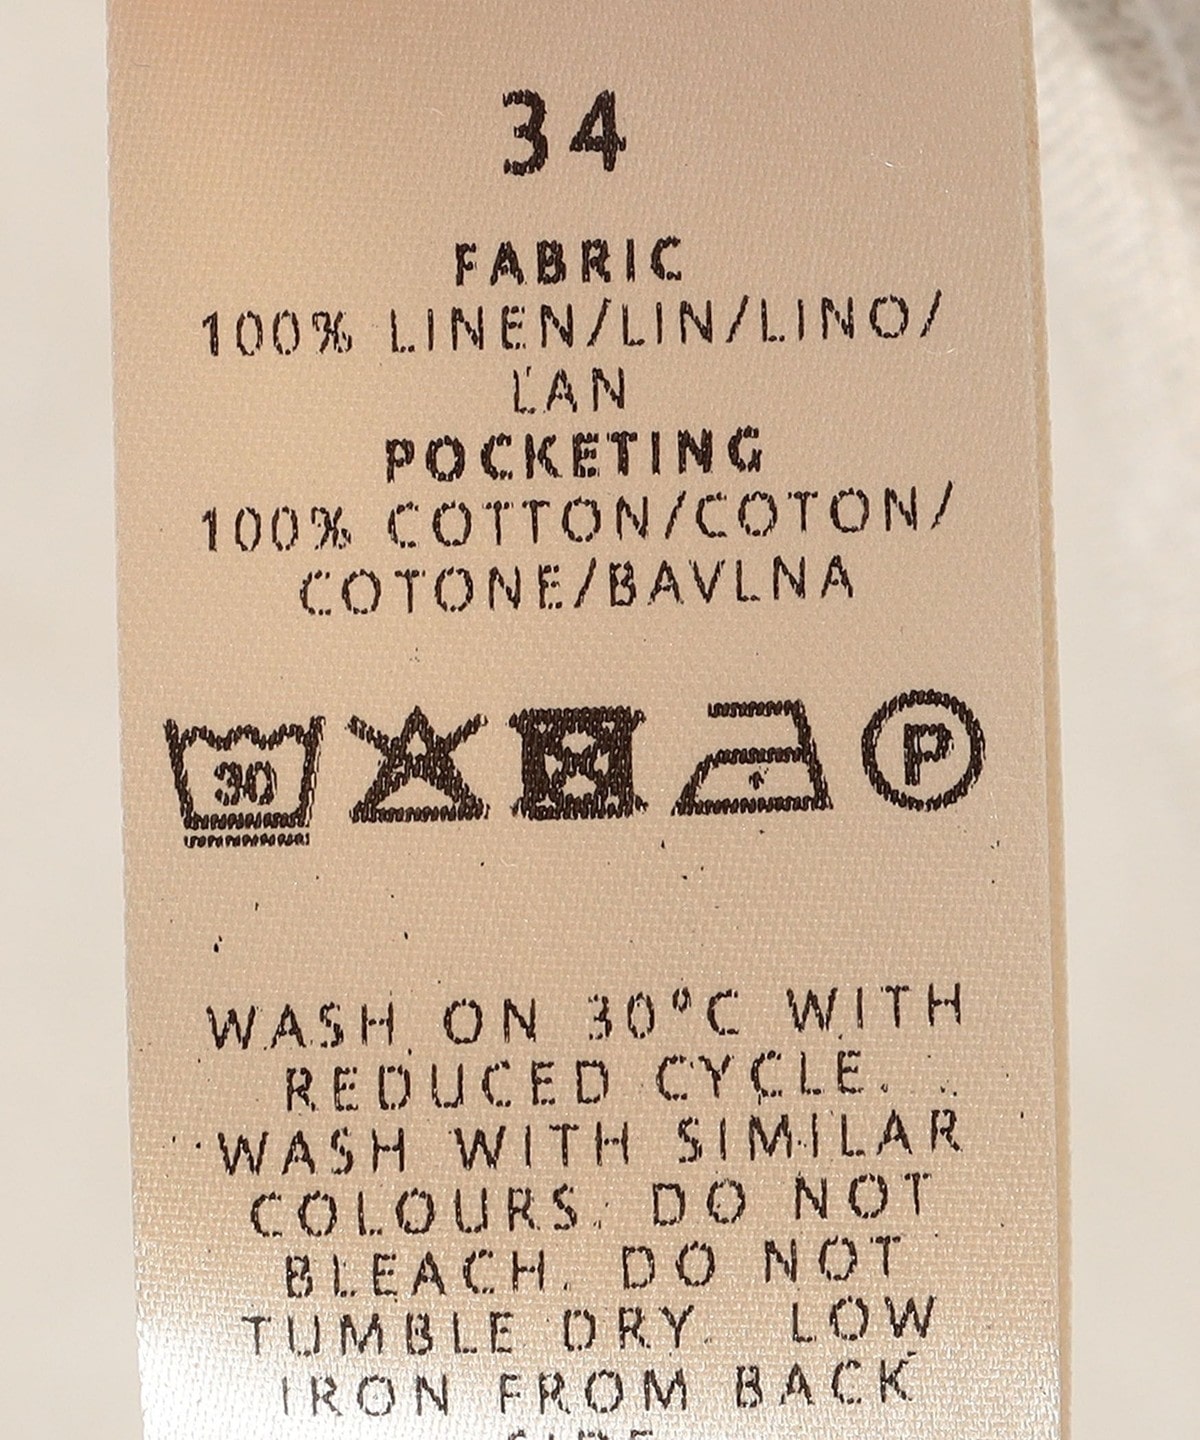 34
FABRIC
100% LINEN/LIN/LINO/
LAN
POCKETING
100% COTTON/COTON/
COTONE/BAVLNA
30 P
WASH ON 30°C WITH
REDUCED CYCLE.
WASH WITH SIMILAR
COLOURS. DO NOT
BLEACH. DO NOT
TUMBLE DRY. LOW
IRON FROM BACK